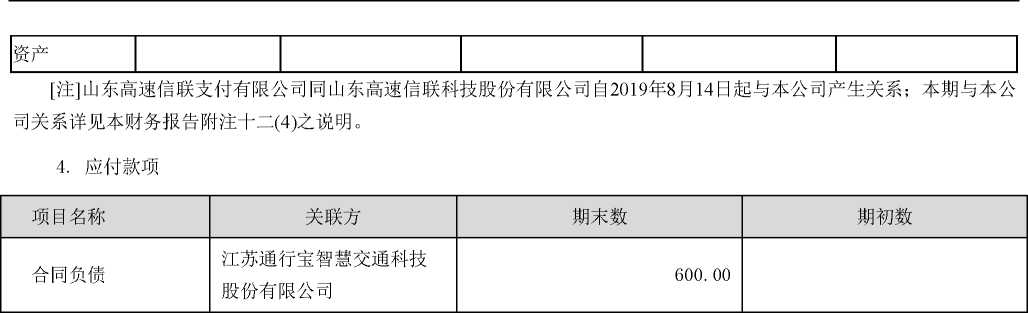 资产
[注]山东高速信联支付有限公司同山东高速信联科技股份有限公司自2019年8月14日起与本公司产生关系；本期与本公
司关系详见本财务报告附注十二(4)之说明。
4. 应付款项
项目名称 关联方 期末数 期初数
江苏通行宝智慧交通科技
合同负债 600.00
股份有限公司